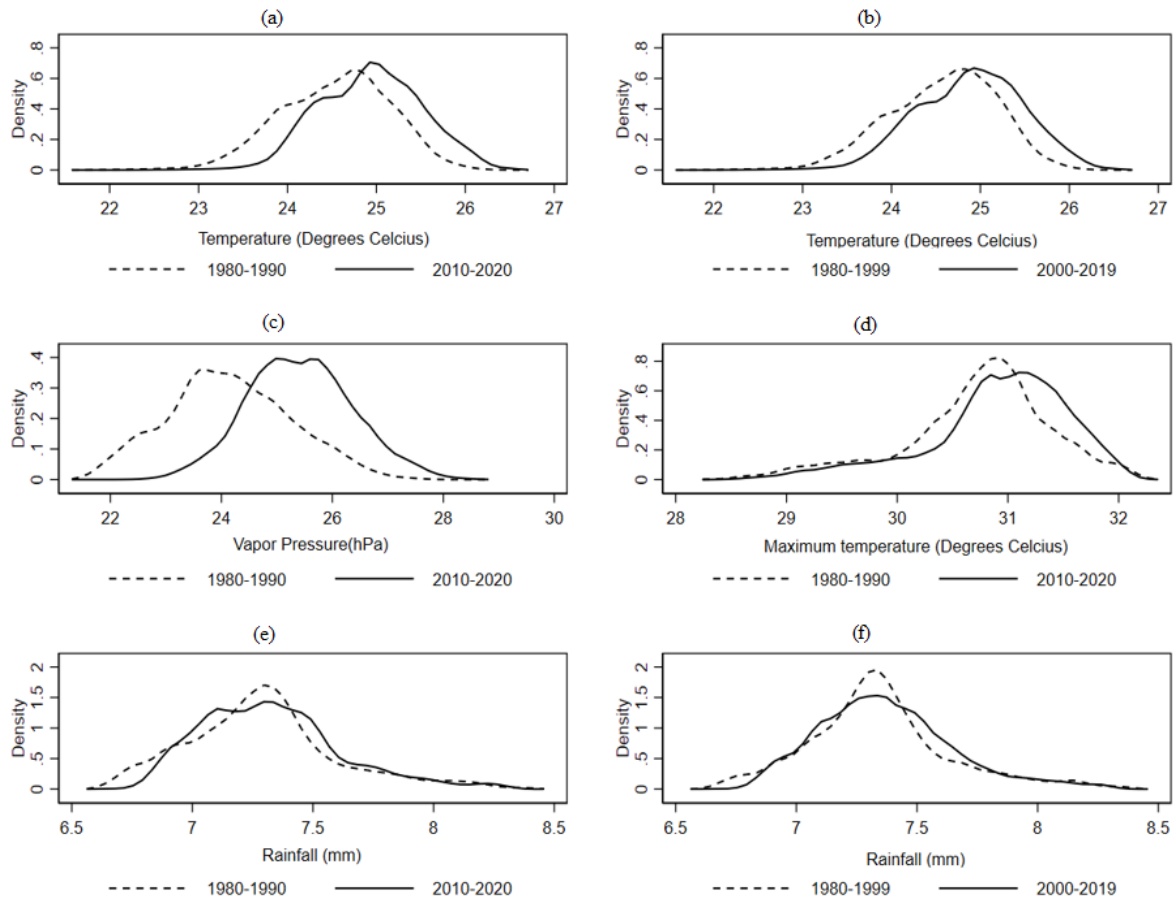 (a)
Density
0 .2 .4 .6 .8
22 23 24 25 26 27
Temperature (Degrees Celcius)
1980-1990 2010-2020
(b)
Density
0 .2 .4 .6 .8
22 23 24 25 26 27
Temperature (Degrees Celcius)
1980-1999 2000-2019
(c)
Density
0 .1 .2 .3 .4
22 24 26 28 30
Vapor Pressure(hPa)
1980-1990 2010-2020
(d)
Density
0 .2 .4 .6 .8
28 29 30 31 32
Maximum temperature (Degrees Celcius)
1980-1990 2010-2020
(e)
Density
0 .5 1 1.5 2
6.5 7 7.5 8 8.5
Rainfall (mm)
1980-1990 2010-2020
(f)
Density
0 .5 1 1.5 2
6.5 7 7.5 8 8.5
Rainfall (mm)
1980-1999 2000-2019